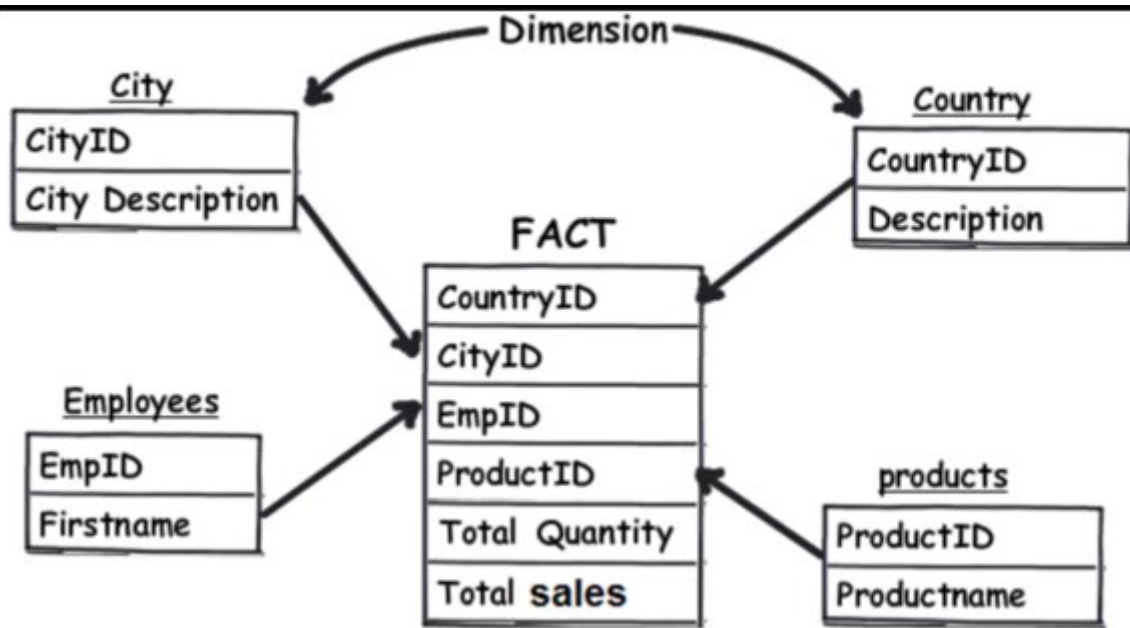 Dimension
City
CityID
City Description
Country
CountryID
Description
FACT
CountryID
CityID
EmpID
ProductID
Total Quantity
Total sales
Employees
EmpID
Firstname
products
ProductID
Productname